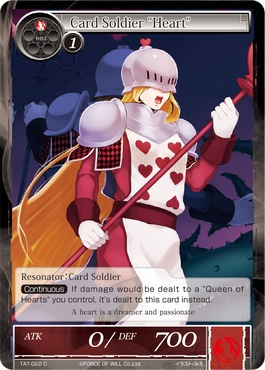 Card Soldier "Heart"
WILL
1
Resonator:Card Soldier
Continuous If damage would be dealt to a "Queen of
Hearts" you control, it's dealt to this card instead.
A heart is a dreamer and passionate
ATK 0/ DEF 700
TAT-022 C ©FORCE OF WILL Co.,Ltd.